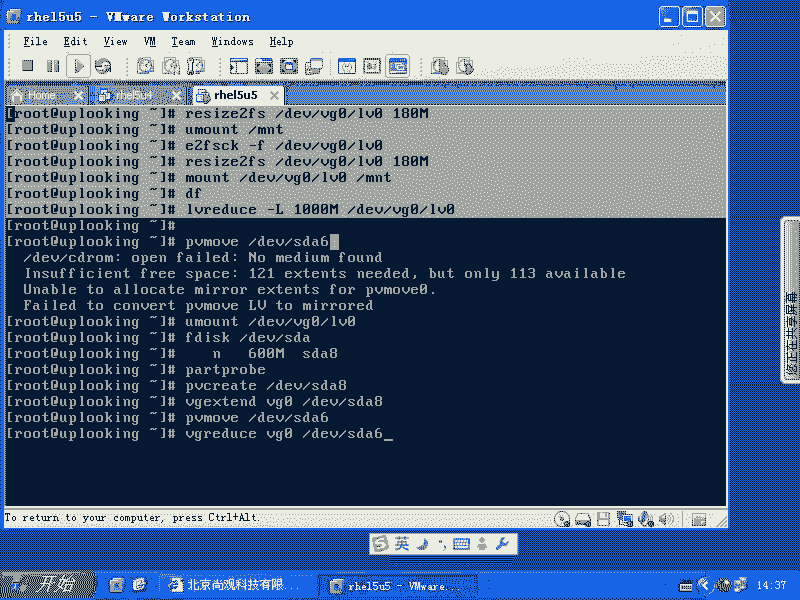 rhel5u5 - VMware Workstation
File Edit View VM Team Windows Help
Home rhel5u4 rhel5u5
[root@uplooking ~]# resize2fs /dev/vg0/lv0 180M
[root@uplooking ~]# umount /mnt
[root@uplooking ~]# e2fsck -f /dev/vg0/lv0
[root@uplooking ~]# resize2fs /dev/vg0/lv0 180M
[root@uplooking ~]# mount /dev/vg0/lv0 /mnt
[root@uplooking ~]# df
[root@uplooking ~]# lvreduce -L 1000M /dev/vg0/lv0
[root@uplooking ~]#
[root@uplooking ~]# pvmove /dev/sda6
/dev/cdrom: open failed: No medium found
Insufficient free space: 121 extents needed, but only 113 available
Unable to allocate mirror extents for pvmove0.
Failed to convert pvmove LV to mirrored
[root@uplooking ~]# umount /dev/vg0/lv0
[root@uplooking ~]# fdisk /dev/sda
[root@uplooking ~]#    n   600M  sda8
[root@uplooking ~]# partprobe
[root@uplooking ~]# pvcreate /dev/sda8
[root@uplooking ~]# vgextend vg0 /dev/sda8
[root@uplooking ~]# pvmove /dev/sda6
[root@uplooking ~]# vgreduce vg0 /dev/sda6_
To return to your computer, press Ctrl+Alt.
您正在共享屏幕
英
开始 北京尚观科技有限... rhel5u5 - VMware... 14:37